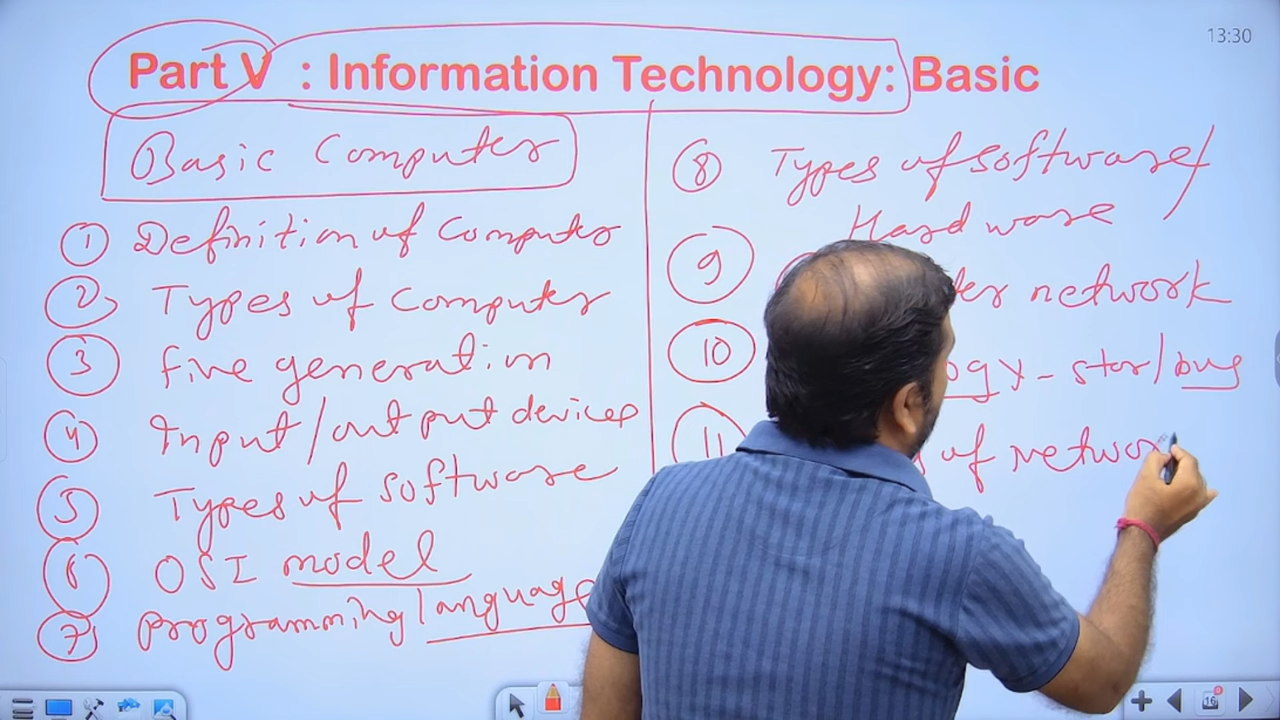 13:30
Part V : Information Technology: Basic
Basic Computer
1 Definition of Computer
2 Types of Computer
3 Five generation
4 Input/output devices
5 Types of Software
6 OSI model
7 Programming language
8 Types of Software/
Hardware
9 network
10 - star/bus
11 of networ
16